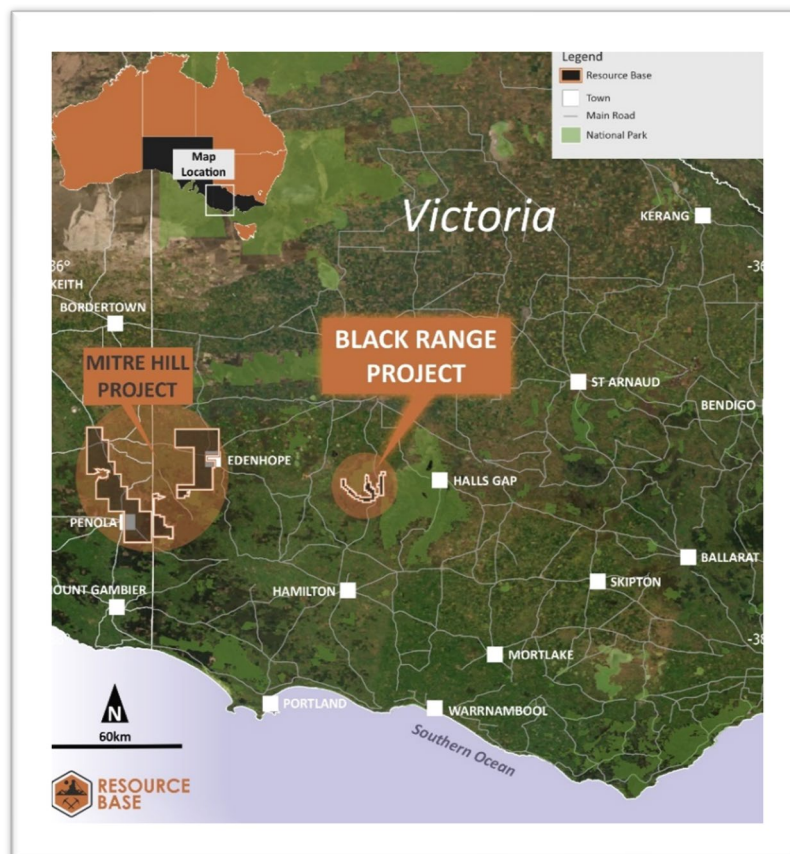 Legend
Resource Base
Town
Main Road
National Park
Map
Location
Victoria
KERANG
36°
-36
KEITH
BORDERTOWN
BLACK RANGE
PROJECT
MITRE HILL
PROJECT
ST ARNAUD
BENDIGO
EDENHOPE
HALLS GAP
PENOLA
BALLARAT
OUNT GAMBIER
HAMILTON
SKIPTON
-38
MORTLAKE
PORTLAND
WARRNAMBOOL
Southern Ocean
N
60km
RESOURCE
BASE